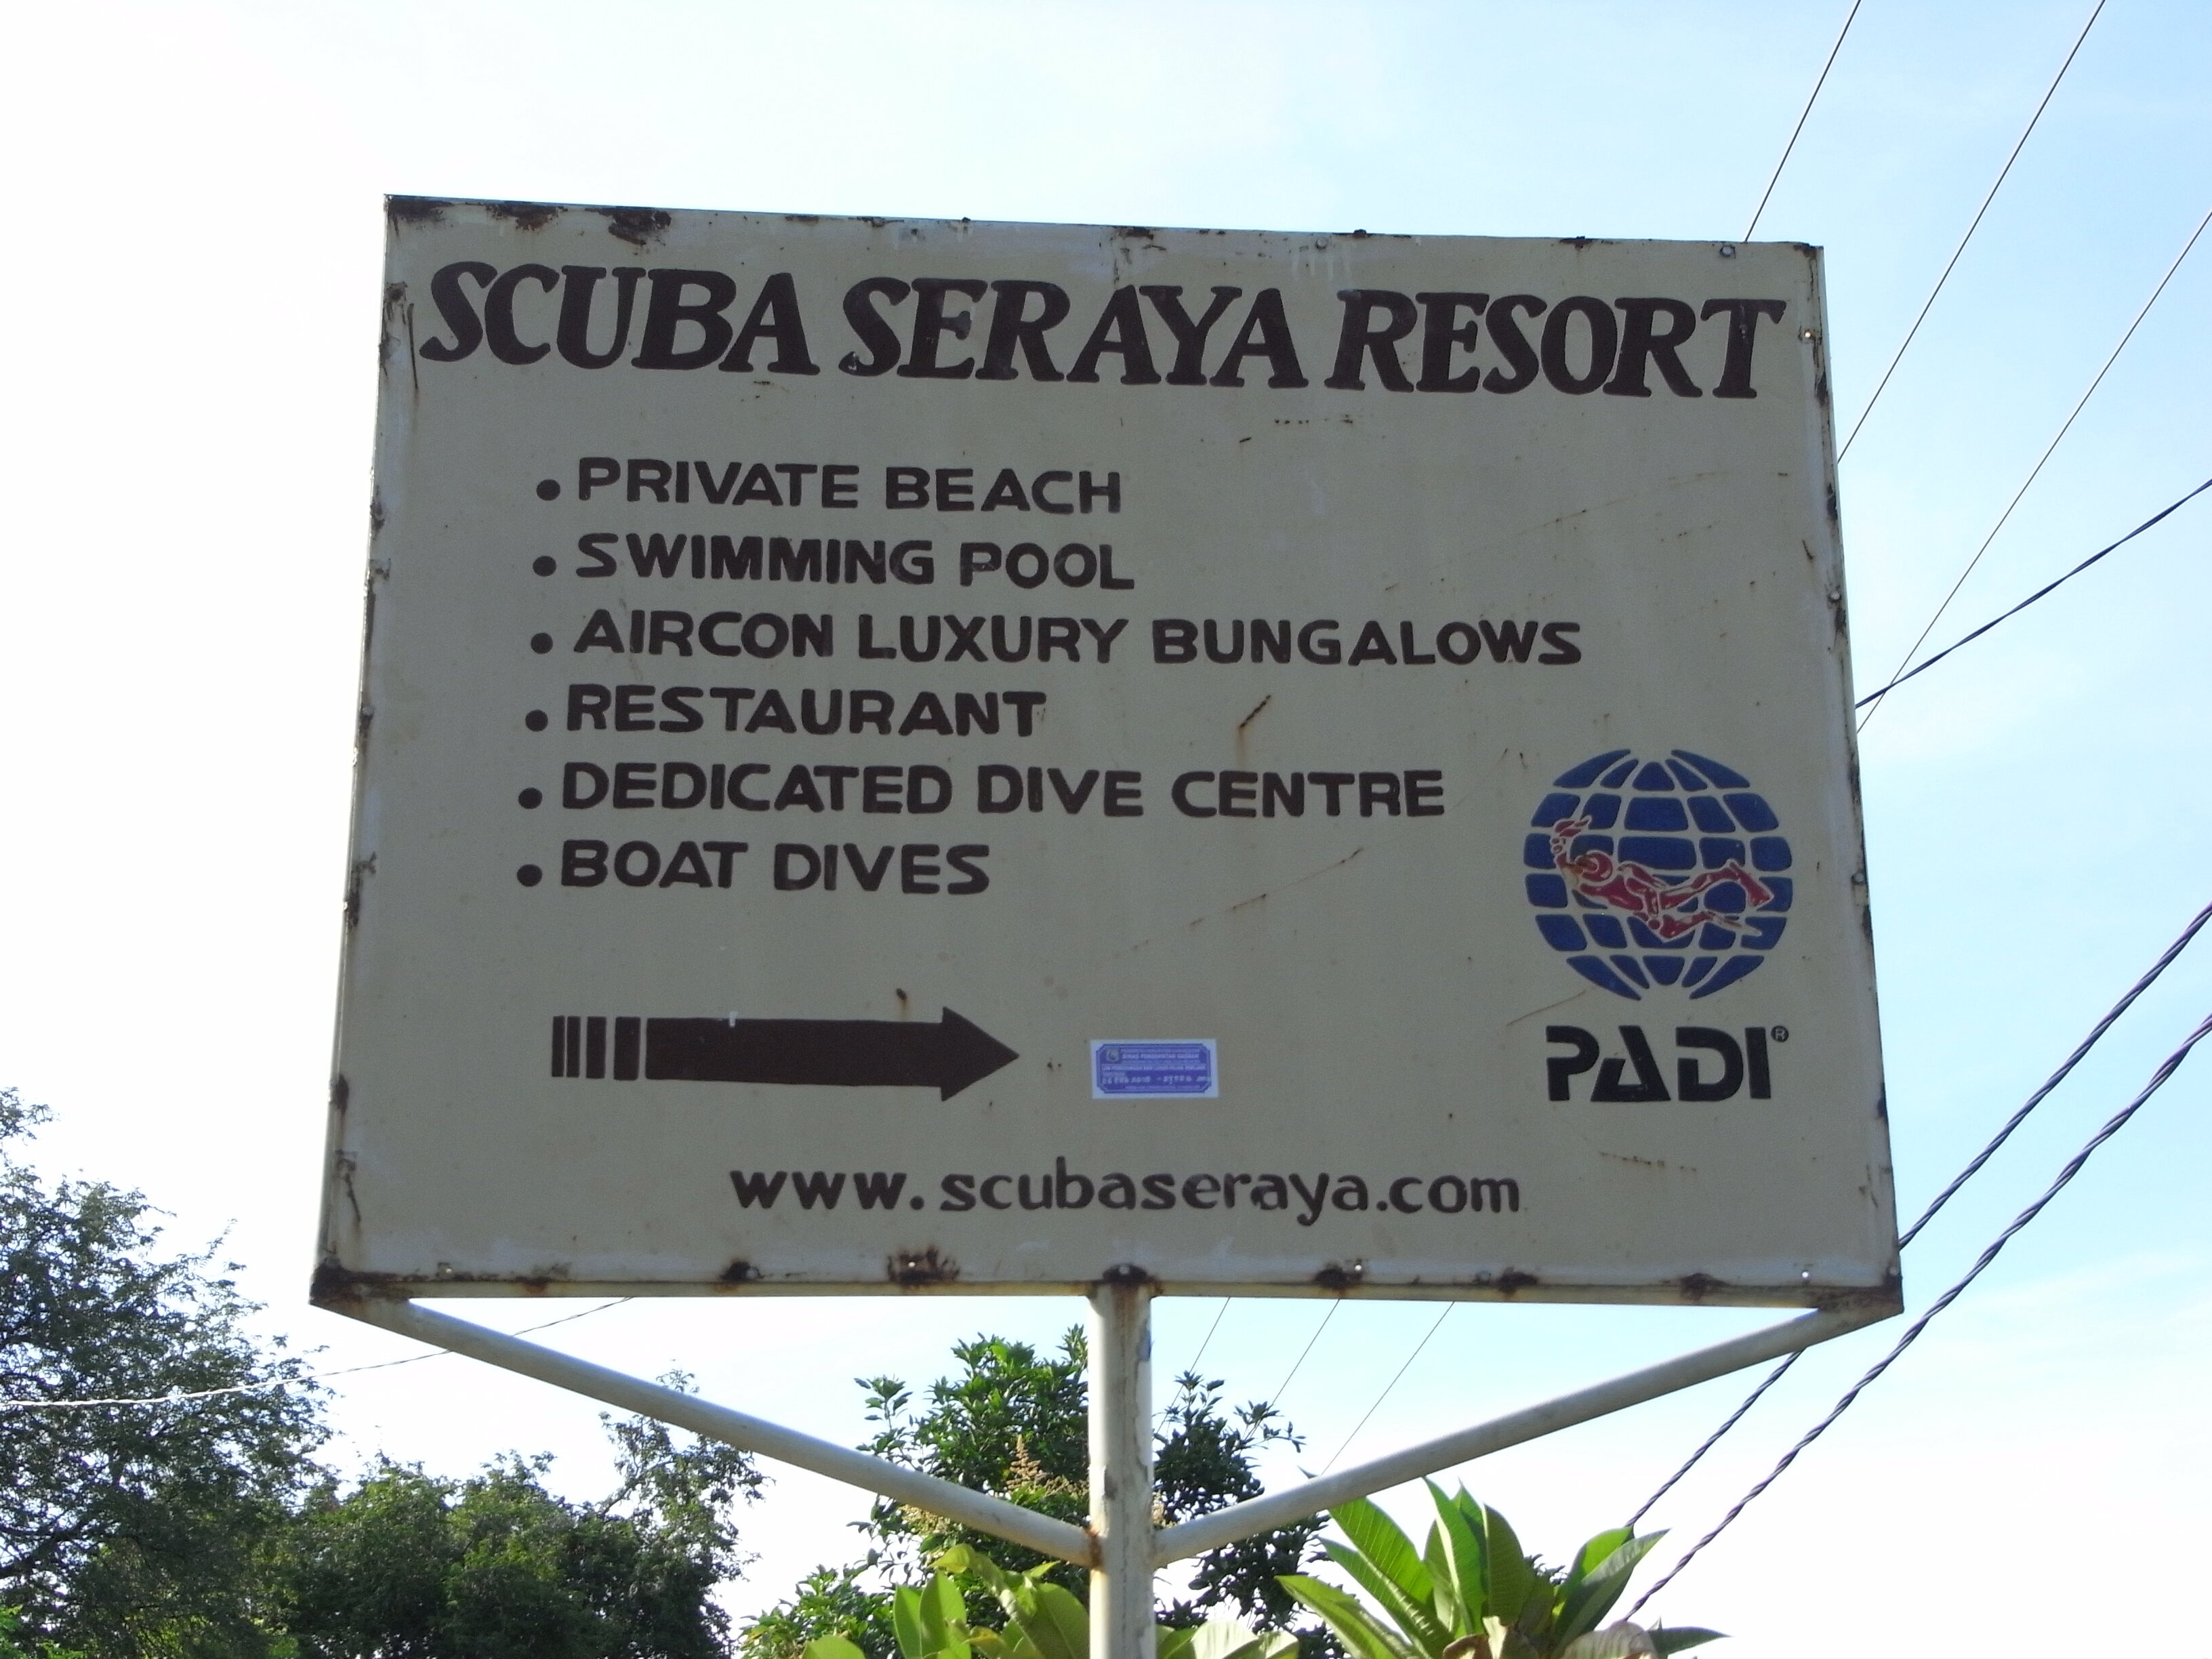 SCUBA SERAYA RESORT
• PRIVATE BEACH
• SWIMMING POOL
• AIRCON LUXURY BUNGALOWS
• RESTAURANT
• DEDICATED DIVE CENTRE
• BOAT DIVES
PADI®
www.scubaseraya.com